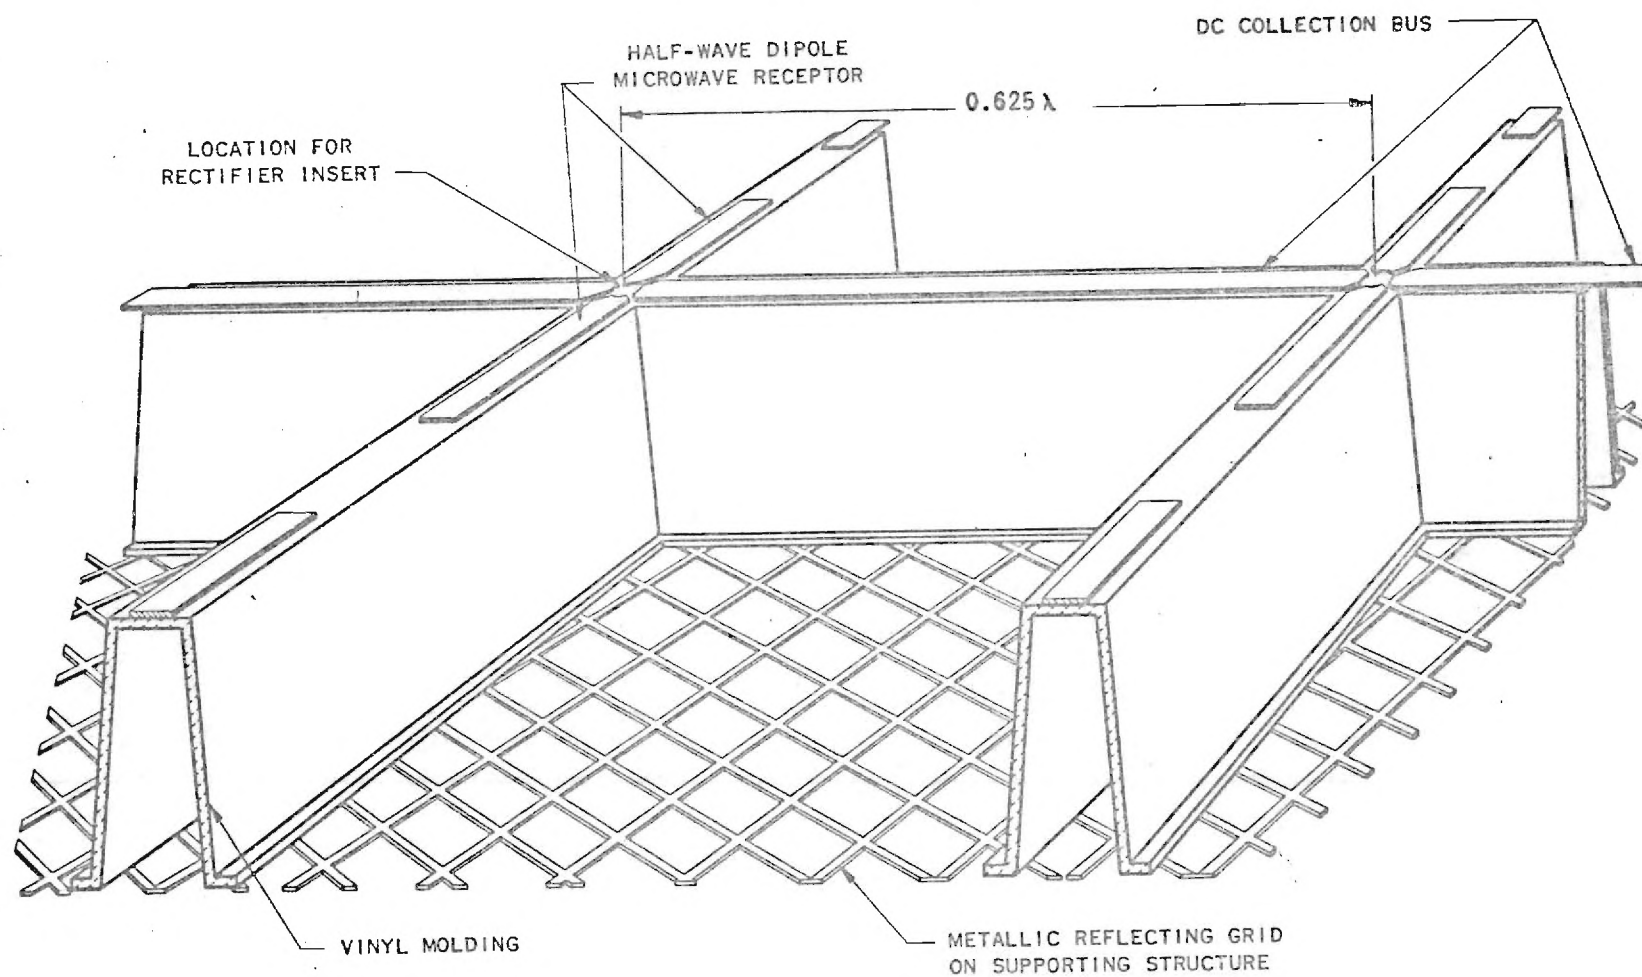 DC COLLECTION BUS
HALF-WAVE DIPOLE
MICROWAVE RECEPTOR
0.625 λ
LOCATION FOR
RECTIFIER INSERT
VINYL MOLDING
METALLIC REFLECTING GRID
ON SUPPORTING STRUCTURE